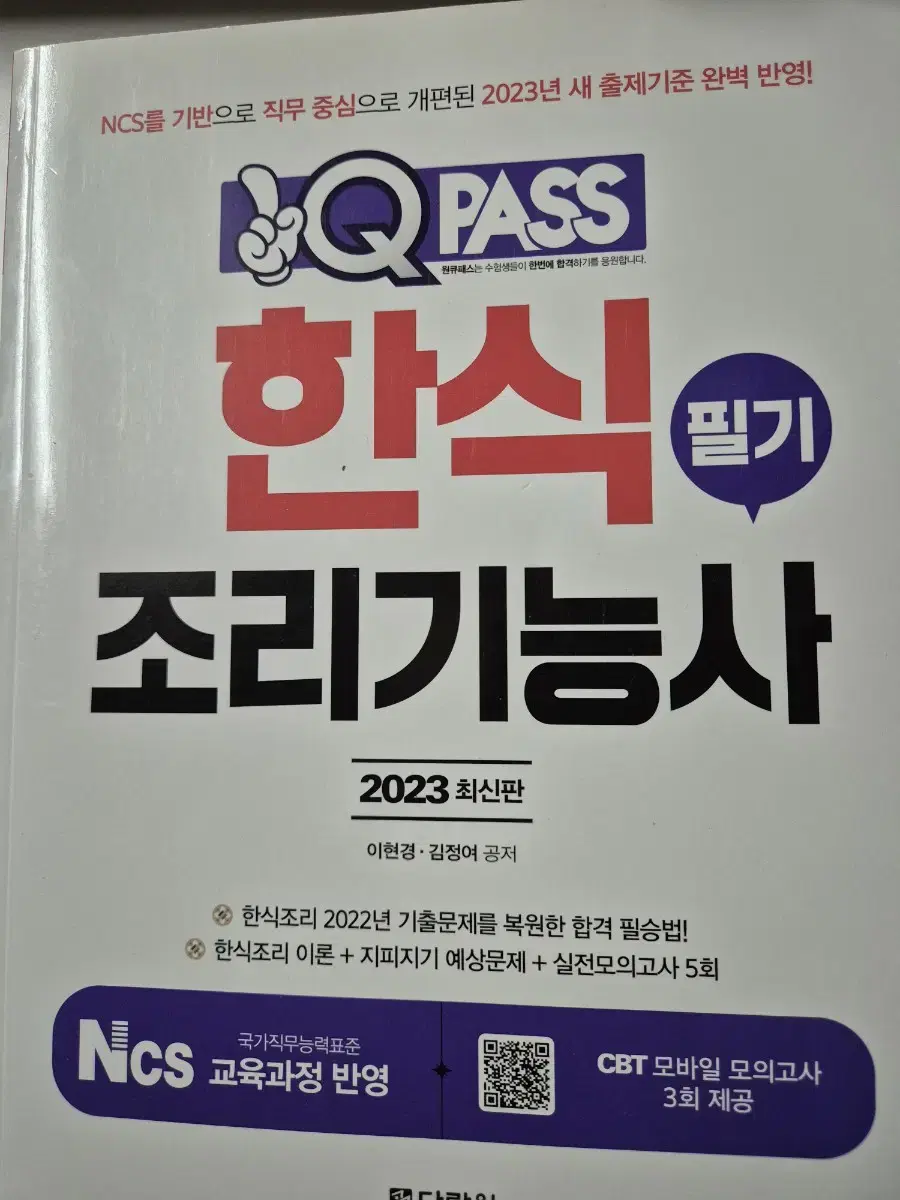 NCS를 기반으로 직무 중심으로 개편된 2023년 새 출제기준 완벽 반영!
Q PASS
원큐패스는 수험생들이 한번에 합격하기를 응원합니다.
한식 필기
조리기능사
2023 최신판
이현경·김정여 공저
한식조리 2022년 기출문제를 복원한 합격 필승법!
한식조리 이론 + 지피지기 예상문제 + 실전모의고사 5회
NCS 국가직무능력표준
교육과정 반영
CBT 모바일 모의고사
3회 제공